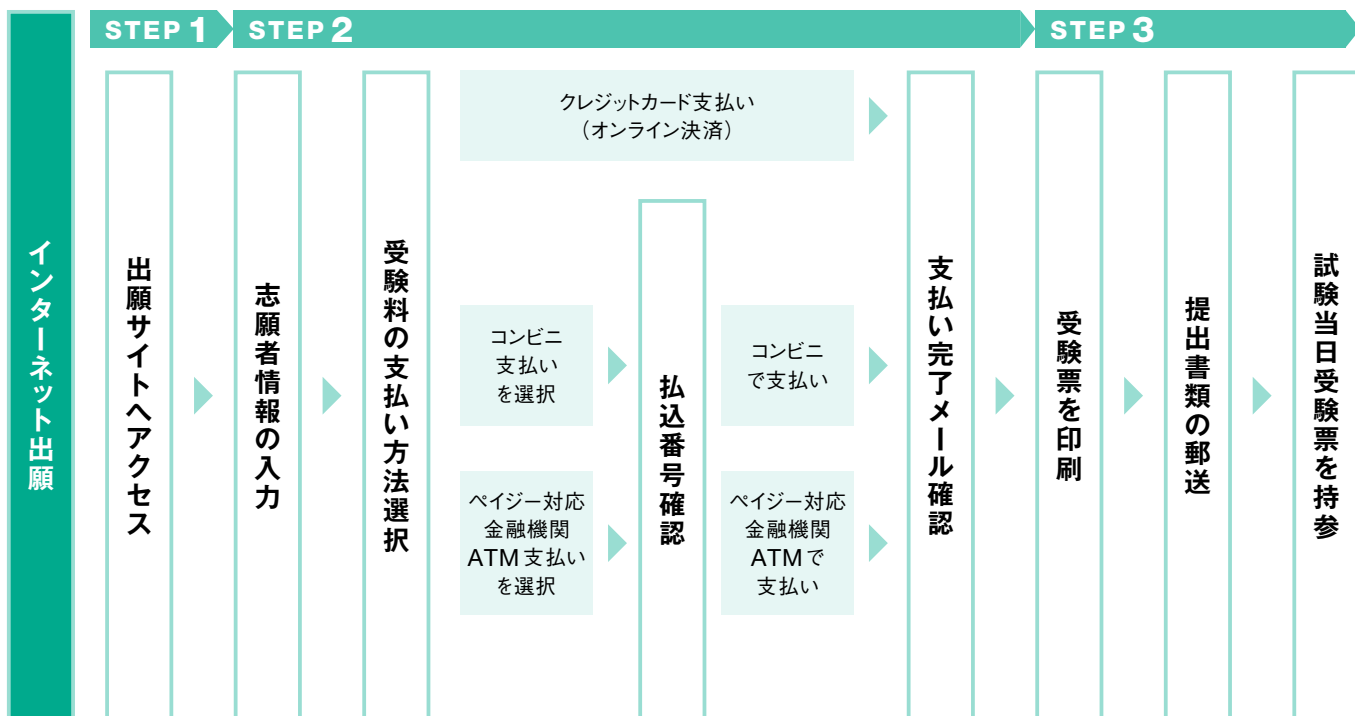 インターネット出願
STEP 1
STEP 2
STEP 3
出願サイトへアクセス
志願者情報の入力
受験料の支払い方法選択
クレジットカード支払い
（オンライン決済）
コンビニ
支払い
を選択
ペイジー対応
金融機関
ATM支払い
を選択
払込番号確認
コンビニ
で支払い
ペイジー対応
金融機関
ATMで
支払い
支払い完了メール確認
受験票を印刷
提出書類の郵送
試験当日受験票を持参